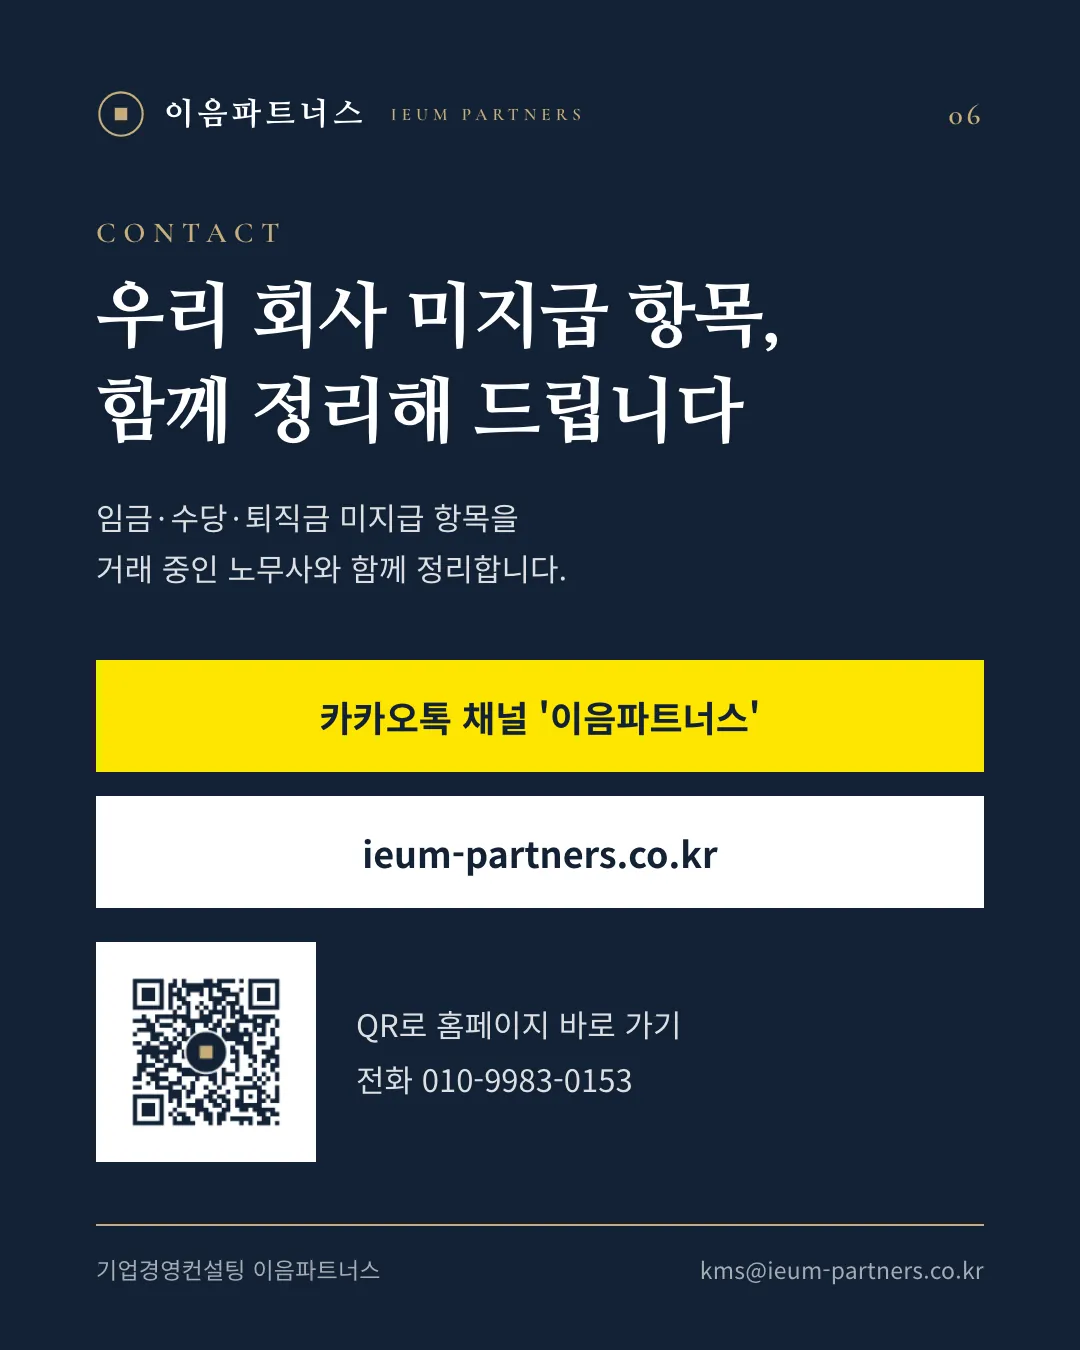 이음파트너스 IEUM PARTNERS 06
CONTACT
우리 회사 미지급 항목,
함께 정리해 드립니다
임금·수당·퇴직금 미지급 항목을
거래 중인 노무사와 함께 정리합니다.
카카오톡 채널 '이음파트너스'
ieum-partners.co.kr
QR로 홈페이지 바로 가기
전화 010-9983-0153
기업경영컨설팅 이음파트너스 kms@ieum-partners.co.kr